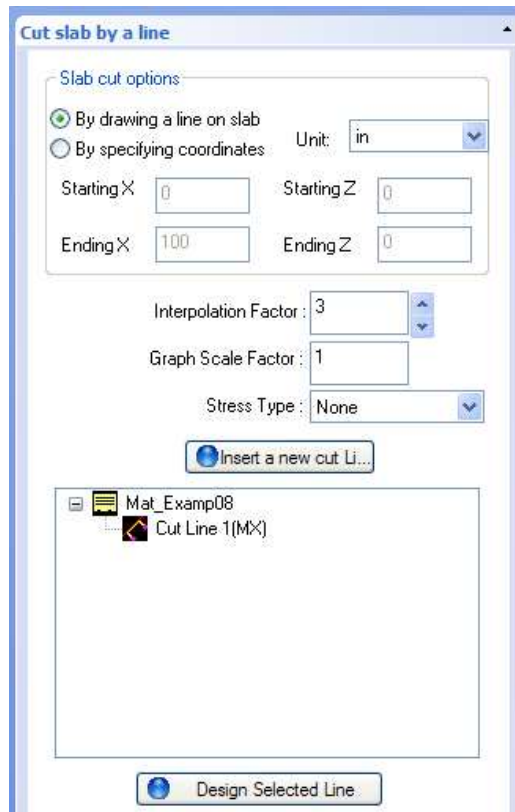 Cut slab by a line
Slab cut options
By drawing a line on slab
By specifying coordinates
Unit: in
Starting X 0 Starting Z 0
Ending X 100 Ending Z 0
Interpolation Factor : 3
Graph Scale Factor : 1
Stress Type : None
Insert a new cut Li...
Mat_Examp08
Cut Line 1(MX)
Design Selected Line